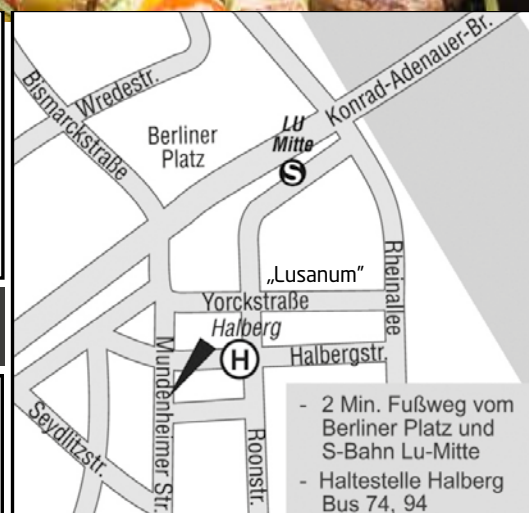 Konrad-Adenauer-Br.
Wredestr.
Bismarckstraße
Berliner
Platz
LU
Mitte
S
„Lusanum”
Rheinallee
Yorckstraße
Halberg
H
Halbergstr.
Mundenheimer Str.
Seydlitzstr.
Roonstr.
- 2 Min. Fußweg vom
Berliner Platz und
S-Bahn Lu-Mitte
- Haltestelle Halberg
Bus 74, 94